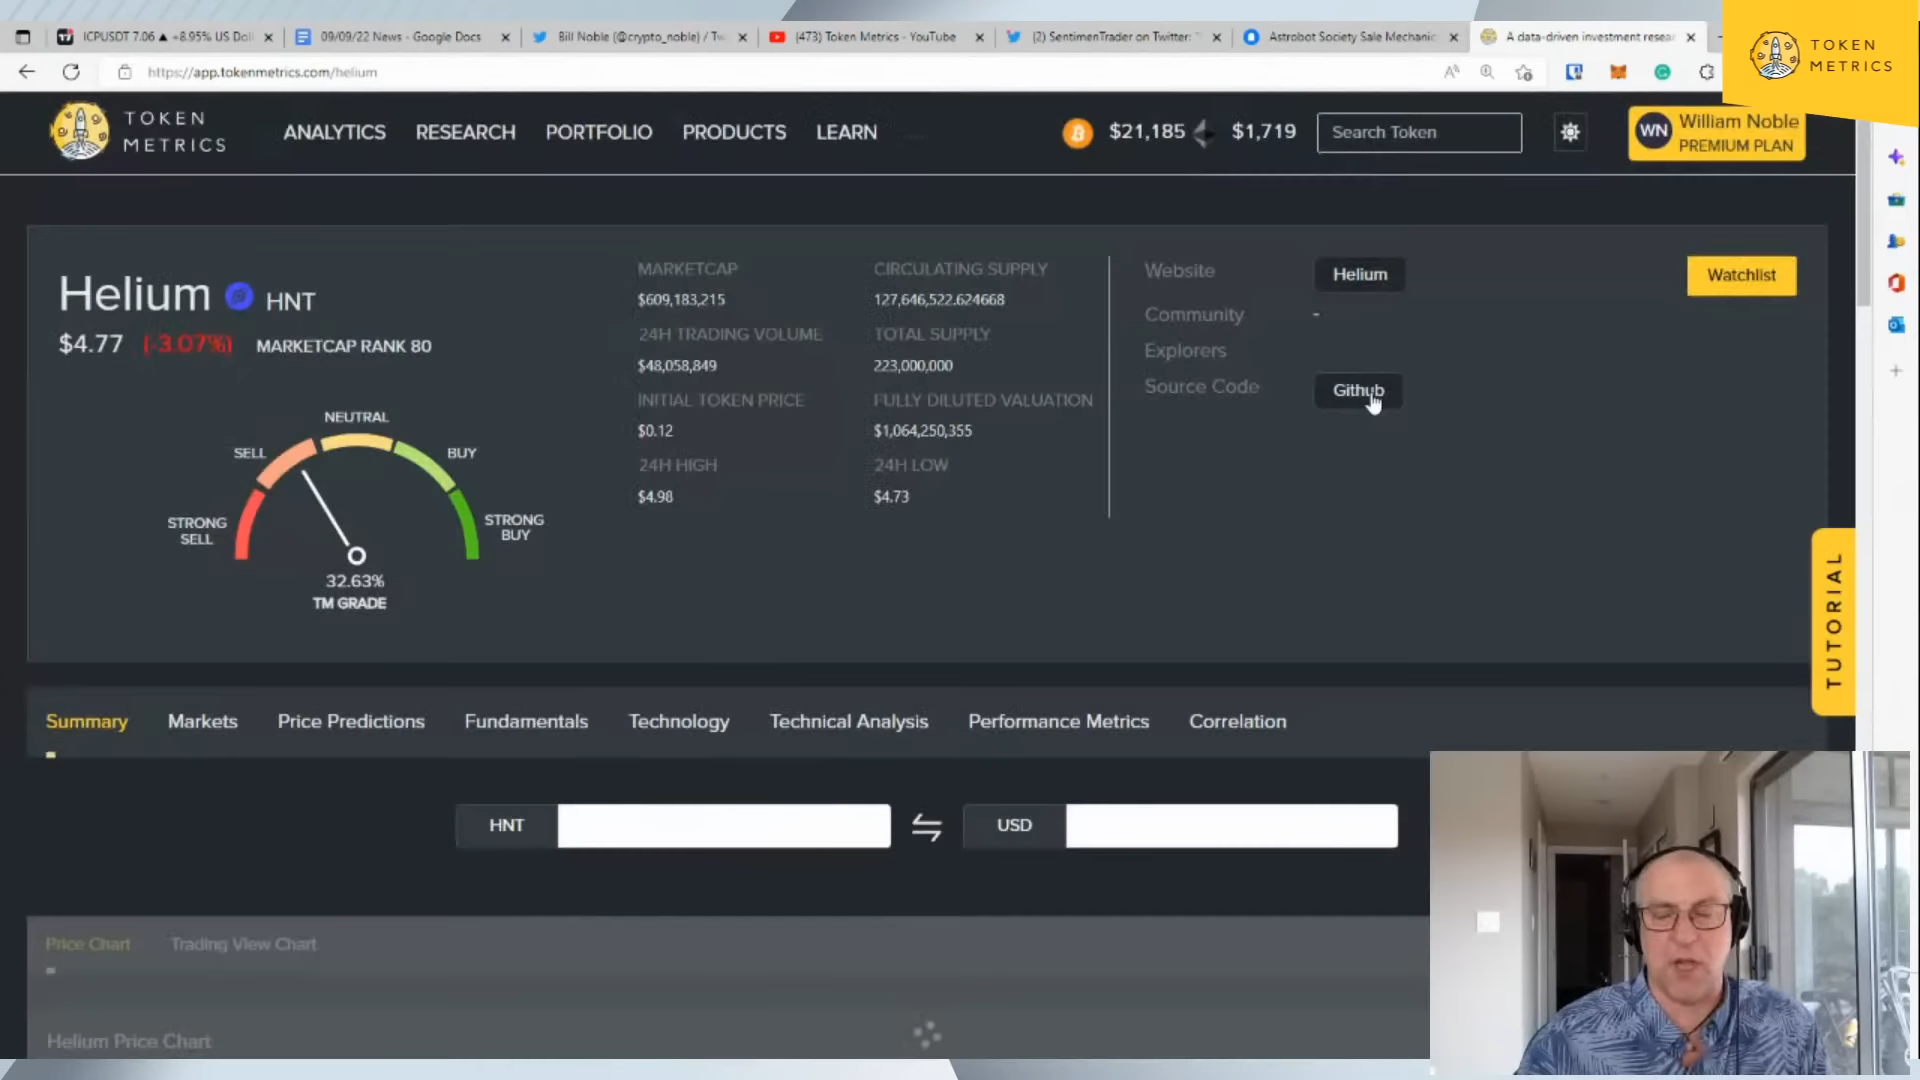 ICPUSDT 7.06 ▲ +8.95% US Doll
09/09/22 News - Google Docs
Bill Noble (@crypto_noble) / Tw
(473) Token Metrics - YouTube
(2) SentimenTrader on Twitter: "
Astrobot Society Sale Mechanic
A data-driven investment resea
TOKEN
METRICS
https://app.tokenmetrics.com/helium
TOKEN
METRICS
ANALYTICS
RESEARCH
PORTFOLIO
PRODUCTS
LEARN
$21,185
$1,719
Search Token
WN
William Noble
PREMIUM PLAN
Helium HNT
$4.77 (-3.07%) MARKETCAP RANK 80
NEUTRAL
SELL
BUY
STRONG
SELL
STRONG
BUY
32.63%
TM GRADE
MARKETCAP
$609,183,215
CIRCULATING SUPPLY
127,646,522.624668
24H TRADING VOLUME
$48,058,849
TOTAL SUPPLY
223,000,000
INITIAL TOKEN PRICE
$0.12
FULLY DILUTED VALUATION
$1,064,250,355
24H HIGH
$4.98
24H LOW
$4.73
Website Helium
Community -
Explorers
Source Code Github
Watchlist
TUTORIAL
Summary
Markets
Price Predictions
Fundamentals
Technology
Technical Analysis
Performance Metrics
Correlation
HNT
USD
Price Chart
Trading View Chart
Helium Price Chart